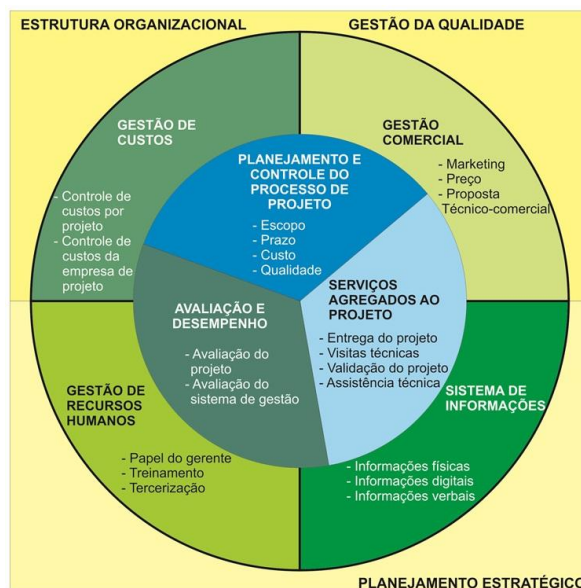 ESTRUTURA ORGANIZACIONAL
GESTÃO DA QUALIDADE
GESTÃO DE
CUSTOS
- Controle de
custos por
projeto
- Controle de
custos da
empresa de
projeto
GESTÃO
COMERCIAL
- Marketing
- Preço
- Proposta
Técnico-comercial
PLANEJAMENTO E
CONTROLE DO
PROCESSO DE
PROJETO
- Escopo
- Prazo
- Custo
- Qualidade
AVALIAÇÃO E
DESEMPENHO
- Avaliação do
projeto
- Avaliação do
sistema de gestão
SERVIÇOS
AGREGADOS AO
PROJETO
- Entrega do projeto
- Visitas técnicas
- Validação do projeto
- Assistência técnica
GESTÃO DE
RECURSOS
HUMANOS
- Papel do gerente
- Treinamento
- Tercerização
SISTEMA DE
INFORMAÇÕES
- Informações físicas
- Informações digitais
- Informações verbais
PLANEJAMENTO ESTRATÉGICO